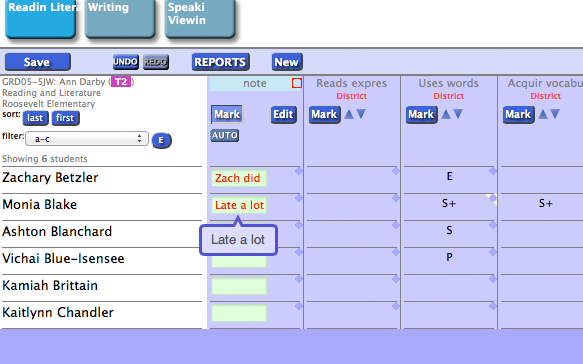 Readin Litera
Writing
Speaki
Viewin
Save
UNDO
REDO
REPORTS
New
GRD05-5JW: Ann Darby (T2)
Reading and Literature
Roosevelt Elementary
sort: last first
filter: a-c E
Showing 6 students
note
Mark
Edit
AUTO
Reads expres
District
Mark
Uses words
District
Mark
Acquir vocabu
District
Mark
Zachary Betzler Zach did E
Monia Blake Late a lot S+ S+
Ashton Blanchard S
Late a lot
Vichai Blue-Isensee P
Kamiah Brittain
Kaitlynn Chandler